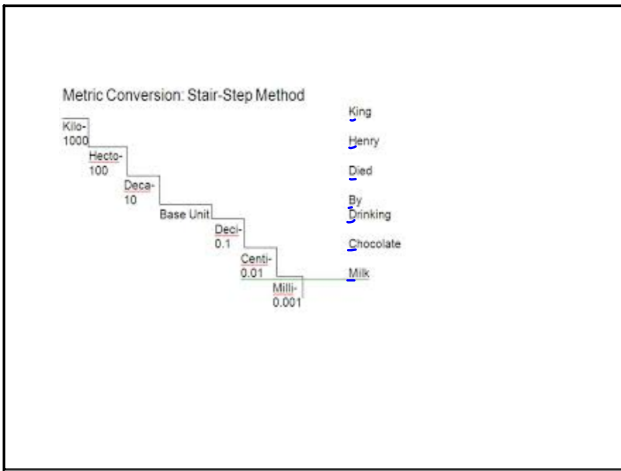 Metric Conversion: Stair-Step Method
Kilo-
1000
Hecto-
100
Deca-
10
Base Unit
Deci-
0.1
Centi-
0.01
Milli-
0.001
King
Henry
Died
By
Drinking
Chocolate
Milk